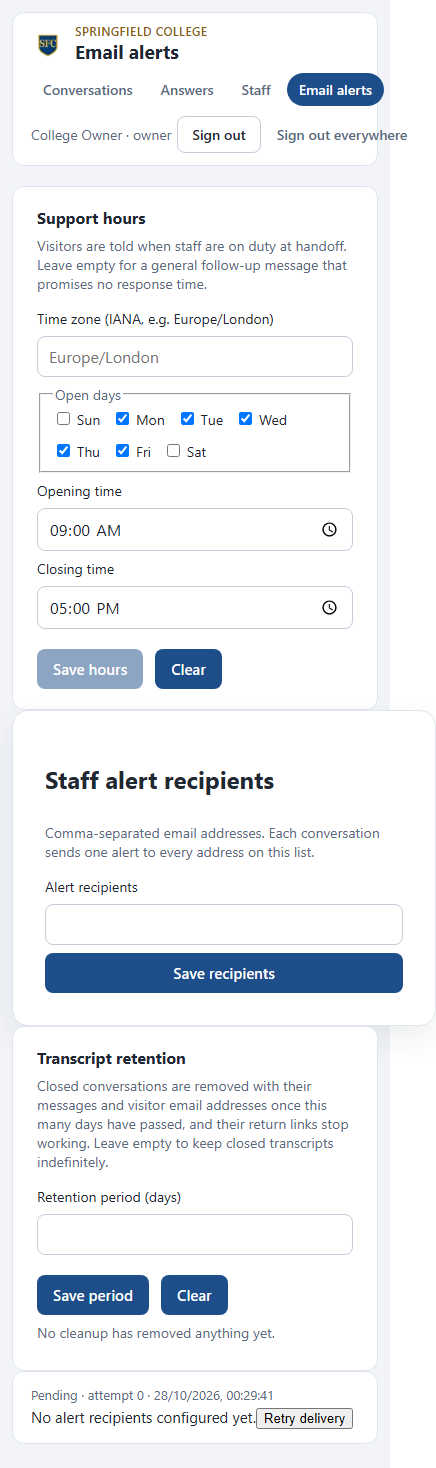 SFC
SPRINGFIELD COLLEGE
Email alerts
Conversations Answers Staff Email alerts
College Owner · owner Sign out Sign out everywhere
Support hours
Visitors are told when staff are on duty at handoff.
Leave empty for a general follow-up message that
promises no response time.
Time zone (IANA, e.g. Europe/London)
Europe/London
Open days
Sun Mon Tue Wed
Thu Fri Sat
Opening time
09:00 AM
Closing time
05:00 PM
Save hours Clear
Staff alert recipients
Comma-separated email addresses. Each conversation
sends one alert to every address on this list.
Alert recipients
Save recipients
Transcript retention
Closed conversations are removed with their
messages and visitor email addresses once this
many days have passed, and their return links stop
working. Leave empty to keep closed transcripts
indefinitely.
Retention period (days)
Save period Clear
No cleanup has removed anything yet.
Pending · attempt 0 · 28/10/2026, 00:29:41
No alert recipients configured yet. Retry delivery